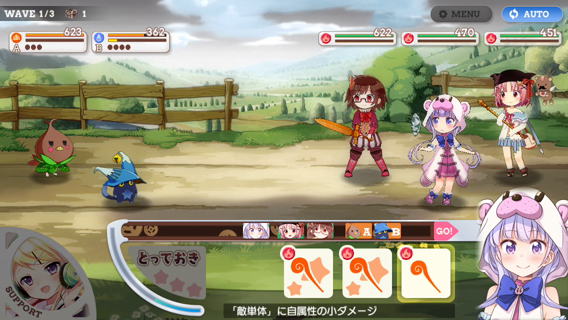 WAVE 1/3 1
MENU
AUTO
623
A
362
B
622
470
451
A B GO!
とっておき
SUPPORT
「敵単体」に自属性の小ダメージ